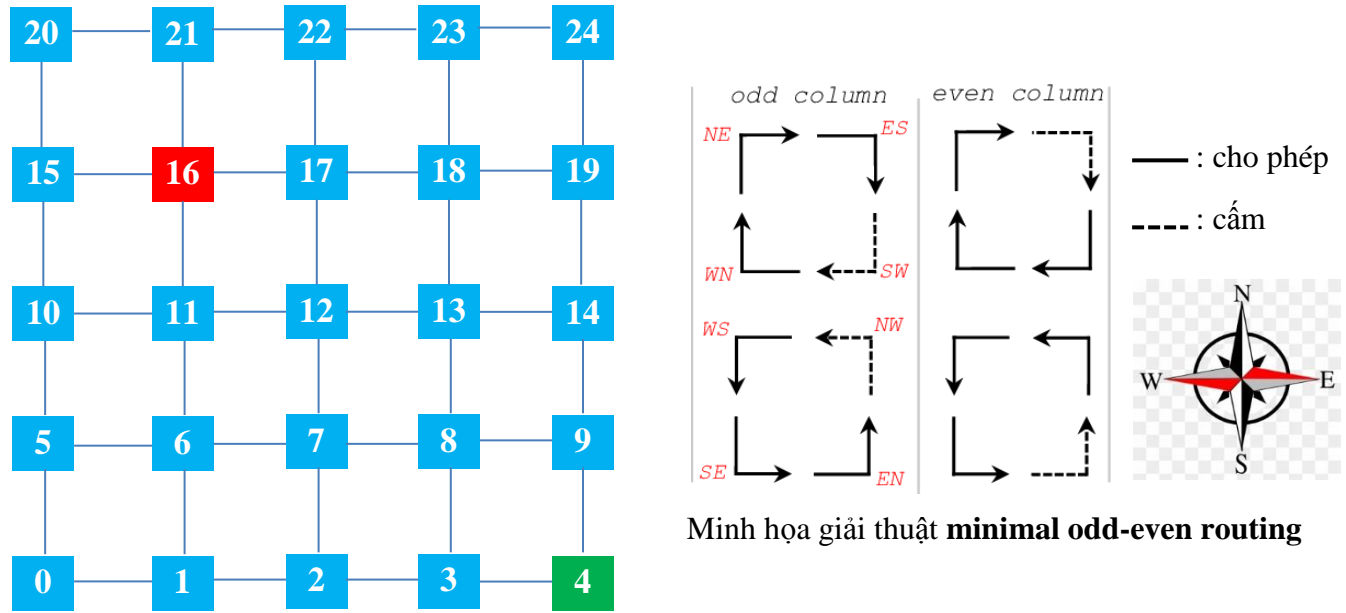 20 21 22 23 24
15 16 17 18 19
10 11 12 13 14
5 6 7 8 9
0 1 2 3 4
odd column even column
NE ES
WN SW
WS NW
SE EN
: cho phép
: cấm
N
W E
S
Minh họa giải thuật minimal odd-even routing